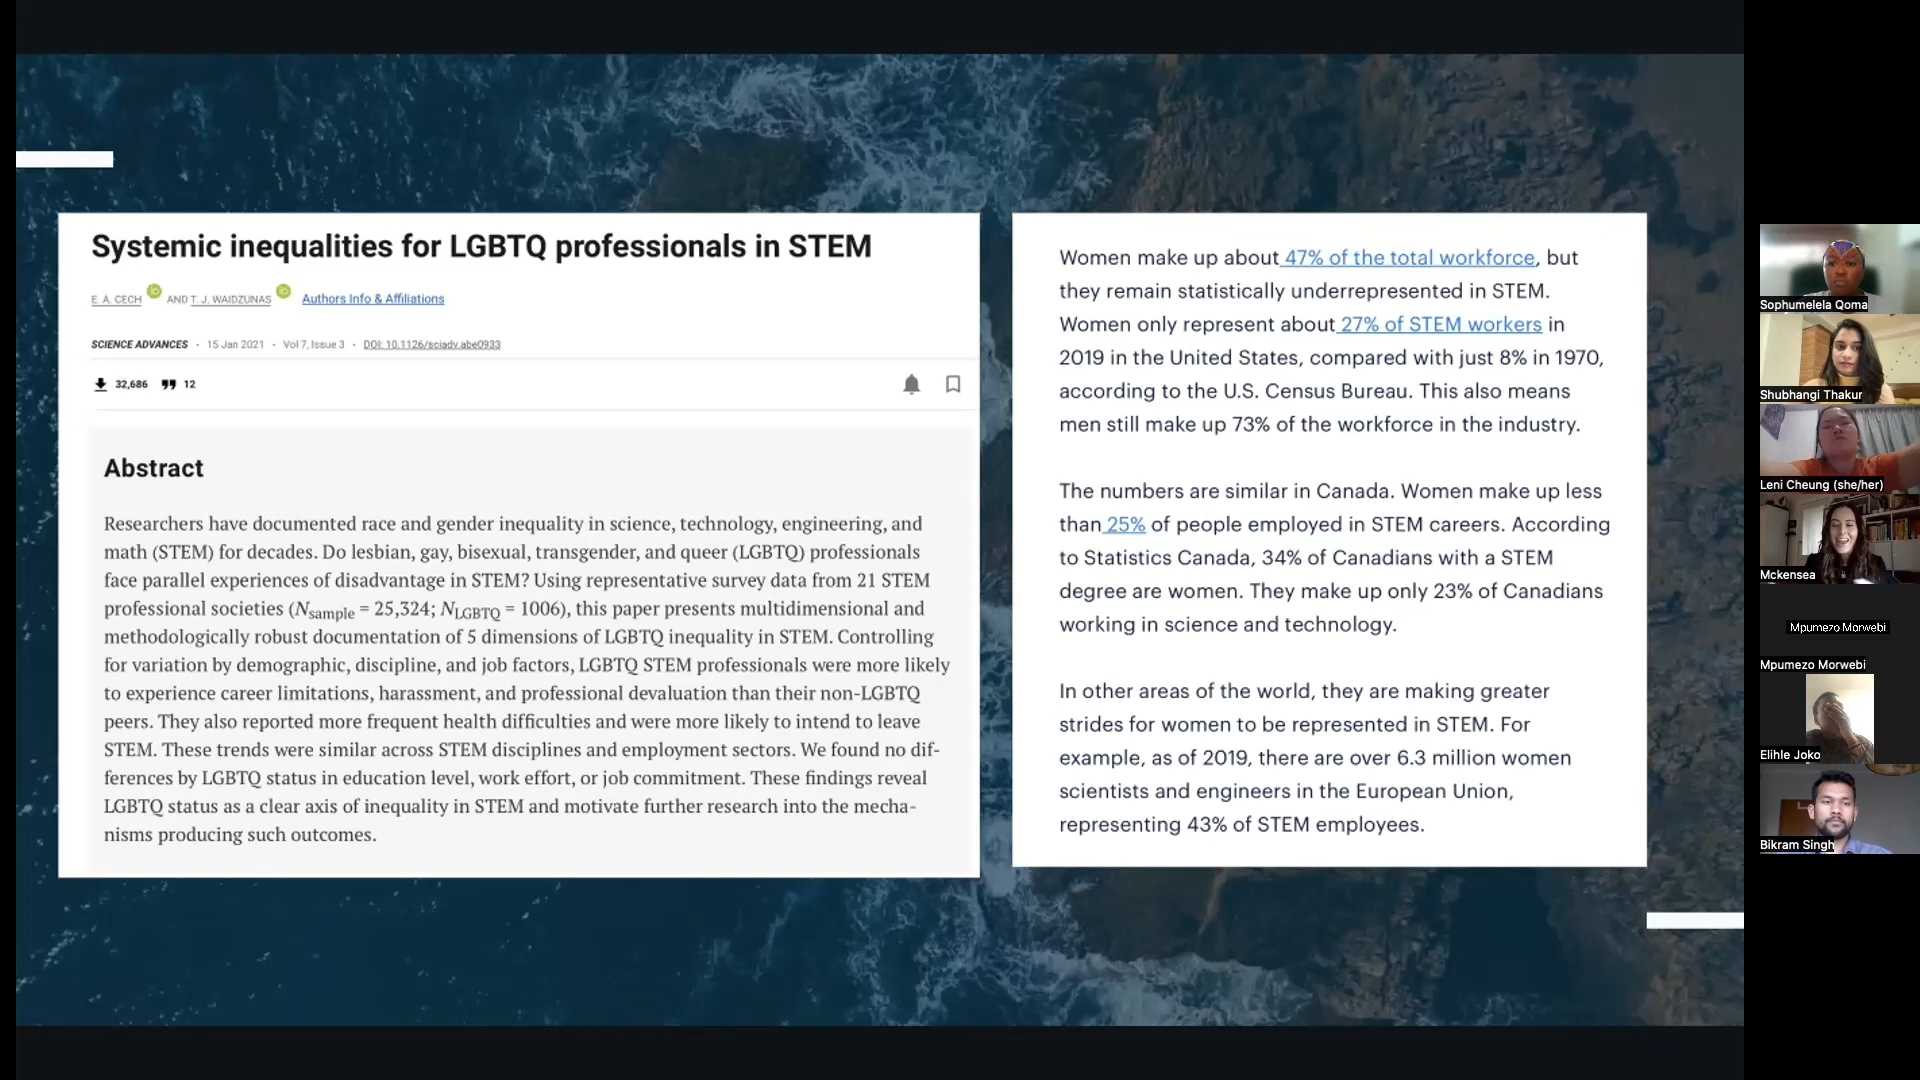 Systemic inequalities for LGBTQ professionals in STEM
E. A. CECH AND T. J. WAIDZUNAS Authors Info & Affiliations
SCIENCE ADVANCES • 15 Jan 2021 • Vol 7, Issue 3 • DOI: 10.1126/sciadv.abe0933
32,686 12
Abstract
Researchers have documented race and gender inequality in science, technology, engineering, and
math (STEM) for decades. Do lesbian, gay, bisexual, transgender, and queer (LGBTQ) professionals
face parallel experiences of disadvantage in STEM? Using representative survey data from 21 STEM
professional societies (Nsample = 25,324; NLGBTQ = 1006), this paper presents multidimensional and
methodologically robust documentation of 5 dimensions of LGBTQ inequality in STEM. Controlling
for variation by demographic, discipline, and job factors, LGBTQ STEM professionals were more likely
to experience career limitations, harassment, and professional devaluation than their non-LGBTQ
peers. They also reported more frequent health difficulties and were more likely to intend to leave
STEM. These trends were similar across STEM disciplines and employment sectors. We found no dif-
ferences by LGBTQ status in education level, work effort, or job commitment. These findings reveal
LGBTQ status as a clear axis of inequality in STEM and motivate further research into the mecha-
nisms producing such outcomes.
Women make up about 47% of the total workforce, but
they remain statistically underrepresented in STEM.
Women only represent about 27% of STEM workers in
2019 in the United States, compared with just 8% in 1970,
according to the U.S. Census Bureau. This also means
men still make up 73% of the workforce in the industry.
The numbers are similar in Canada. Women make up less
than 25% of people employed in STEM careers. According
to Statistics Canada, 34% of Canadians with a STEM
degree are women. They make up only 23% of Canadians
working in science and technology.
In other areas of the world, they are making greater
strides for women to be represented in STEM. For
example, as of 2019, there are over 6.3 million women
scientists and engineers in the European Union,
representing 43% of STEM employees.
Sophumelela Qoma
Shubhangi Thakur
Leni Cheung (she/her)
Mckensea
Mpumezo Morwebi
Mpumezo Morwebi
Elihle Joko
Bikram Singh